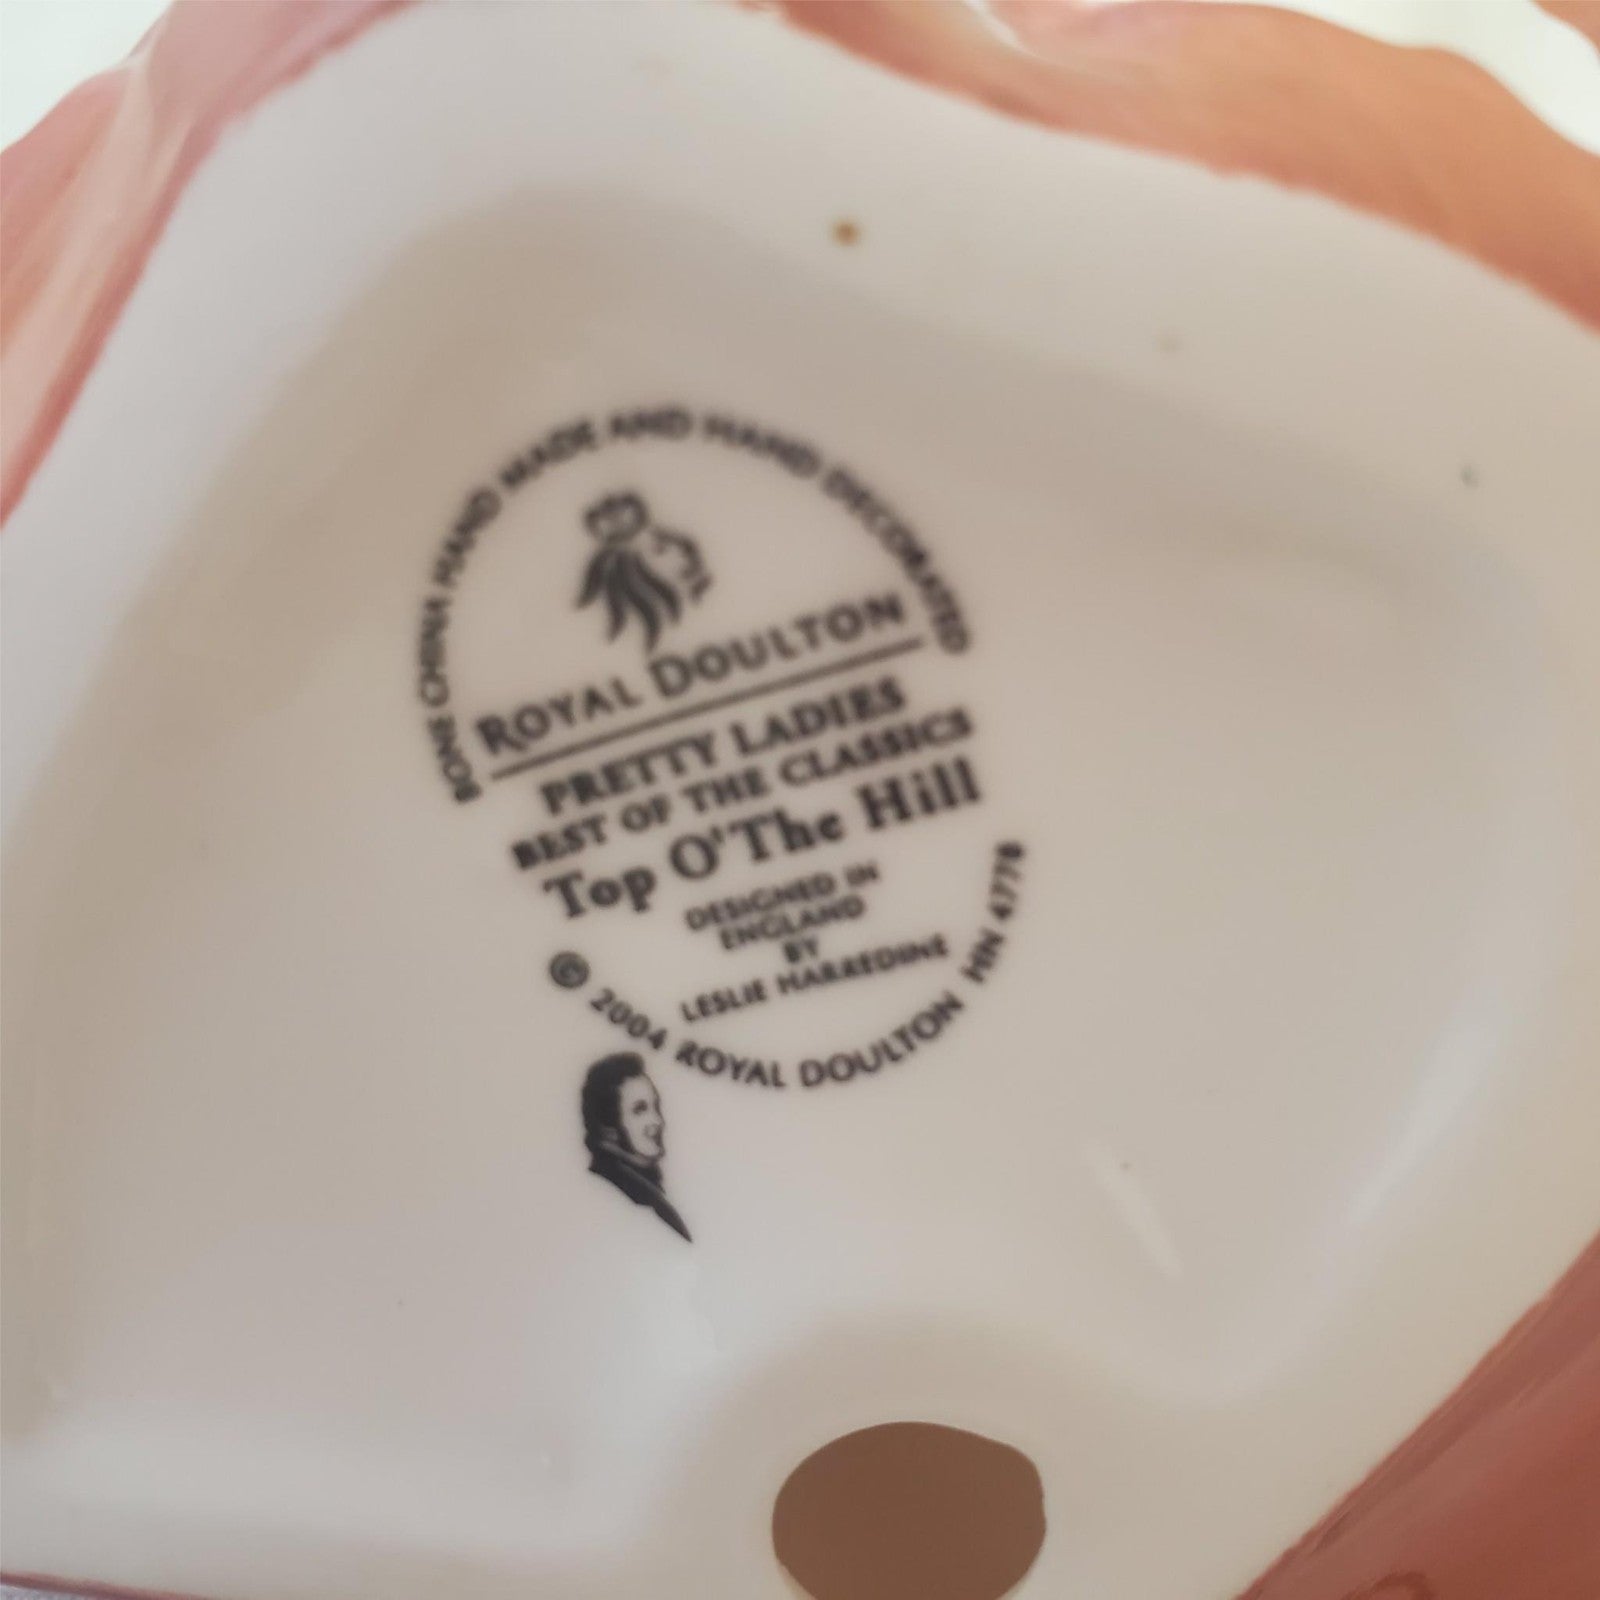 BONE CHINA HAND MADE AND HAND DECORATED
ROYAL DOULTON
PRETTY LADIES
BEST OF THE CLASSICS
Top O'The Hill
DESIGNED IN
ENGLAND
BY
LESLIE HARREDINE
© 2004 ROYAL DOULTON HN 4778